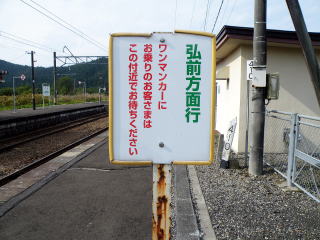 弘前方面行
ワンマンカーに
お乗りのお客さまは
この付近でお待ちください
410